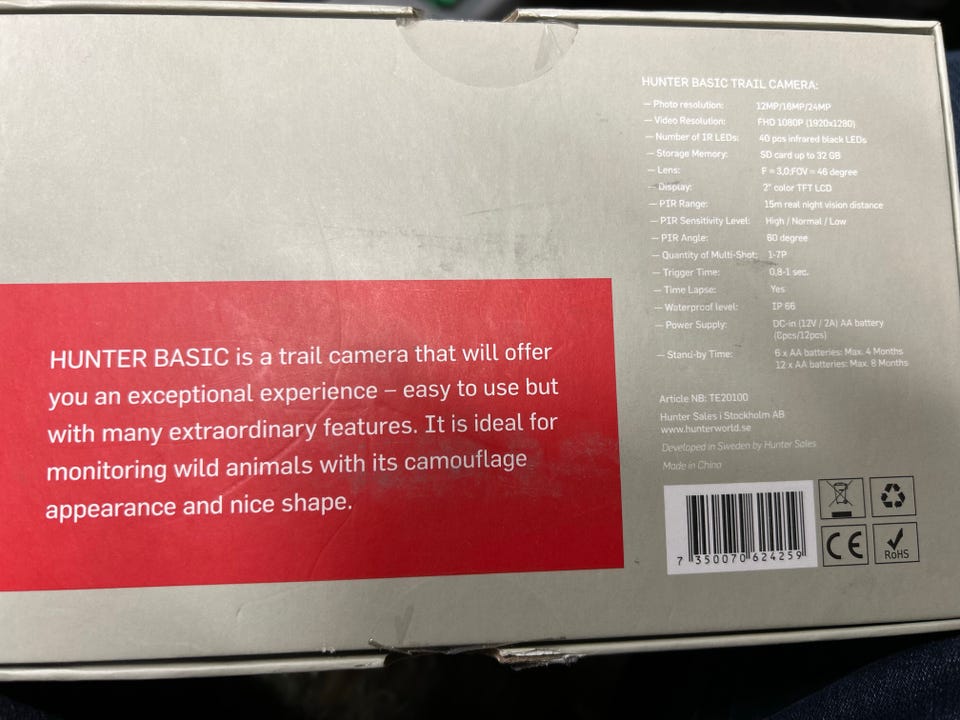 HUNTER BASIC is a trail camera that will offer
you an exceptional experience – easy to use but
with many extraordinary features. It is ideal for
monitoring wild animals with its camouflage
appearance and nice shape.
HUNTER BASIC TRAIL CAMERA:
— Photo resolution: 12MP/16MP/24MP
— Video Resolution: FHD 1080P (1920x1280)
— Number of IR LEDs: 40 pcs infrared black LEDs
— Storage Memory: SD card up to 32 GB
— Lens: F = 3,0;FOV = 46 degree
— Display: 2" color TFT LCD
— PIR Range: 15m real night vision distance
— PIR Sensitivity Level: High / Normal / Low
— PIR Angle: 60 degree
— Quantity of Multi-Shot: 1-7P
— Trigger Time: 0,8-1 sec.
— Time Lapse: Yes
— Waterproof level: IP 66
— Power Supply: DC-in (12V / 2A) AA battery
(6pcs/12pcs)
— Stand-by Time: 6 x AA batteries: Max. 4 Months
12 x AA batteries: Max. 8 Months
Article NB: TE20100
Hunter Sales i Stockholm AB
www.hunterworld.se
Developed in Sweden by Hunter Sales
Made in China
7 350070 624259
CE
RoHS